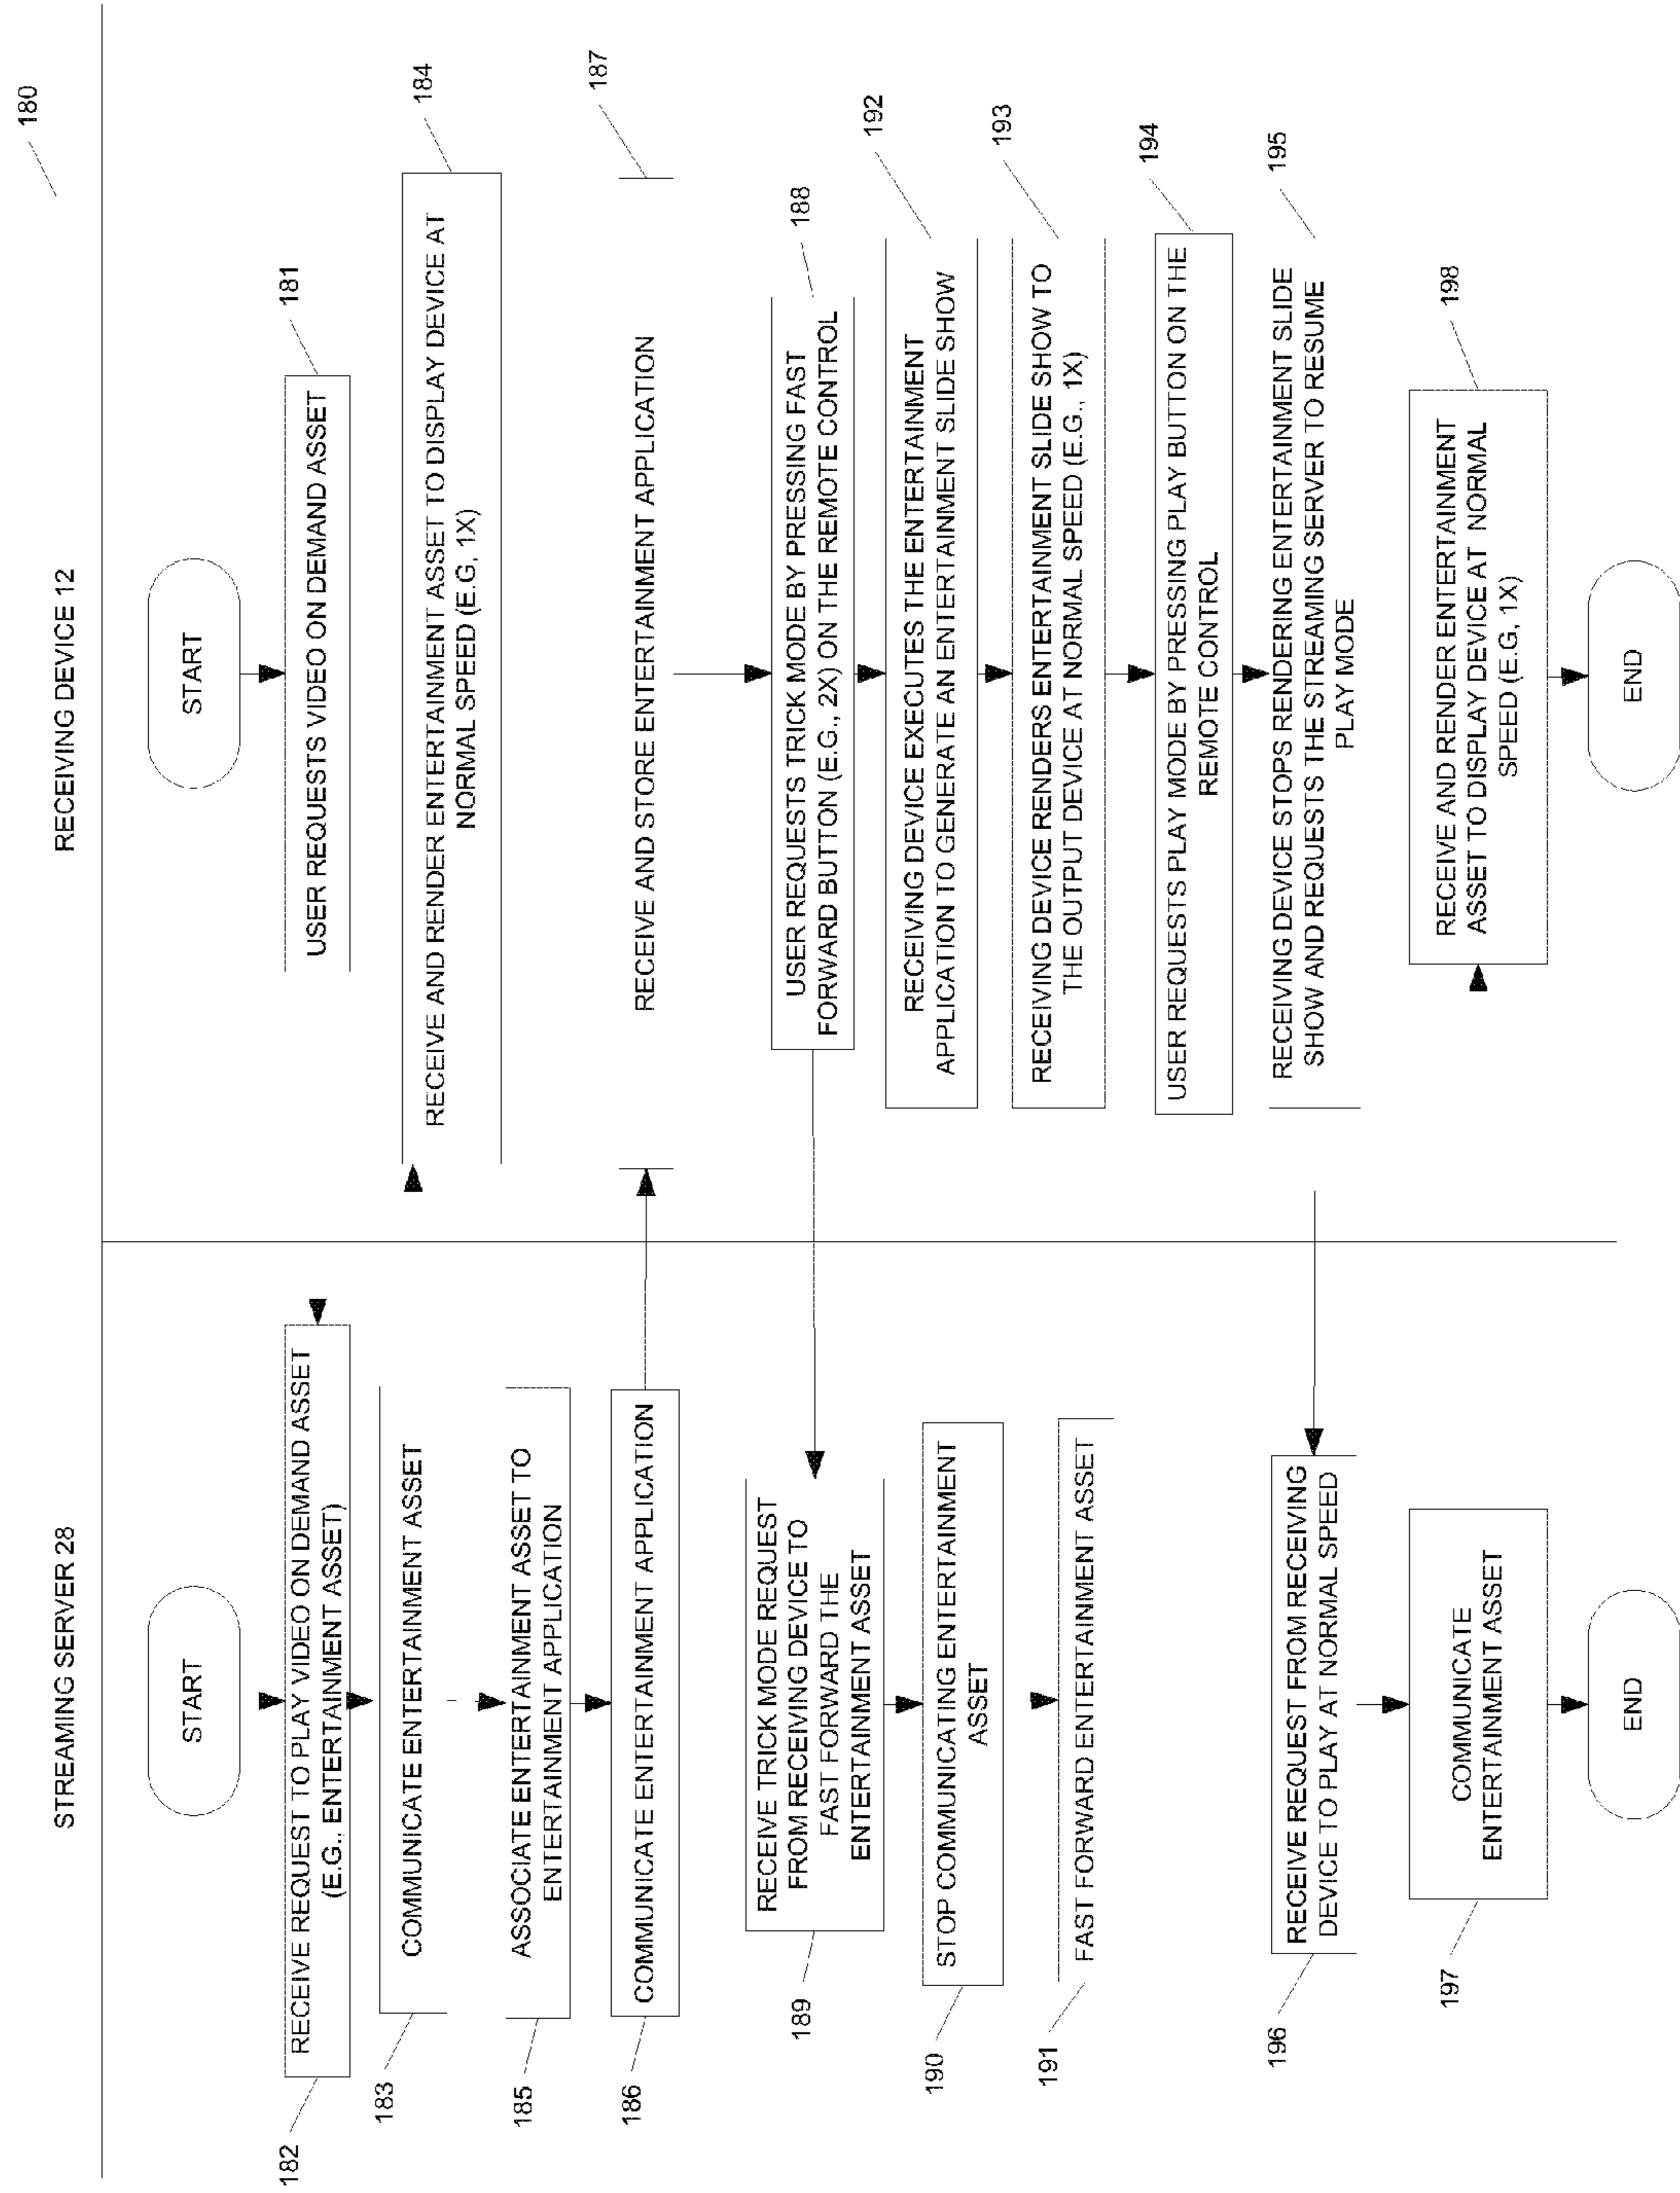 180
STREAMING SERVER 28
RECEIVING DEVICE 12
START
START
182
RECEIVE REQUEST TO PLAY VIDEO ON DEMAND ASSET
(E.G., ENTERTAINMENT ASSET)
USER REQUESTS VIDEO ON DEMAND ASSET
181
183
COMMUNICATE ENTERTAINMENT ASSET
RECEIVE AND RENDER ENTERTAINMENT ASSET TO DISPLAY DEVICE AT
NORMAL SPEED (E.G, 1X)
184
185
ASSOCIATE ENTERTAINMENT ASSET TO
ENTERTAINMENT APPLICATION
186
COMMUNICATE ENTERTAINMENT APPLICATION
RECEIVE AND STORE ENTERTAINMENT APPLICATION
187
189
RECEIVE TRICK MODE REQUEST
FROM RECEIVING DEVICE TO
FAST FORWARD THE
ENTERTAINMENT ASSET
USER REQUESTS TRICK MODE BY PRESSING FAST
FORWARD BUTTON (E.G., 2X) ON THE REMOTE CONTROL
188
190
STOP COMMUNICATING ENTERTAINMENT
ASSET
RECEIVING DEVICE EXECUTES THE ENTERTAINMENT
APPLICATION TO GENERATE AN ENTERTAINMENT SLIDE SHOW
192
191
FAST FORWARD ENTERTAINMENT ASSET
RECEIVING DEVICE RENDERS ENTERTAINMENT SLIDE SHOW TO
THE OUTPUT DEVICE AT NORMAL SPEED (E.G., 1X)
193
USER REQUESTS PLAY MODE BY PRESSING PLAY BUTTON ON THE
REMOTE CONTROL
194
196
RECEIVE REQUEST FROM RECEIVING
DEVICE TO PLAY AT NORMAL SPEED
RECEIVING DEVICE STOPS RENDERING ENTERTAINMENT SLIDE
SHOW AND REQUESTS THE STREAMING SERVER TO RESUME
PLAY MODE
195
197
COMMUNICATE
ENTERTAINMENT ASSET
RECEIVE AND RENDER ENTERTAINMENT
ASSET TO DISPLAY DEVICE AT NORMAL
SPEED (E.G, 1X)
198
END
END